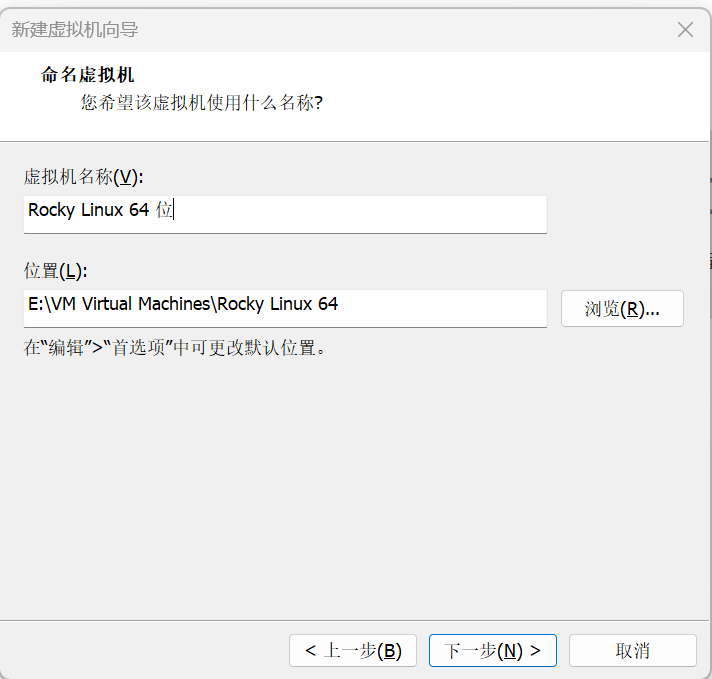 新建虚拟机向导
命名虚拟机
您希望该虚拟机使用什么名称?
虚拟机名称(V):
Rocky Linux 64 位
位置(L):
E:\VM Virtual Machines\Rocky Linux 64
浏览(R)...
在“编辑”>“首选项”中可更改默认位置。
< 上一步(B)
下一步(N) >
取消